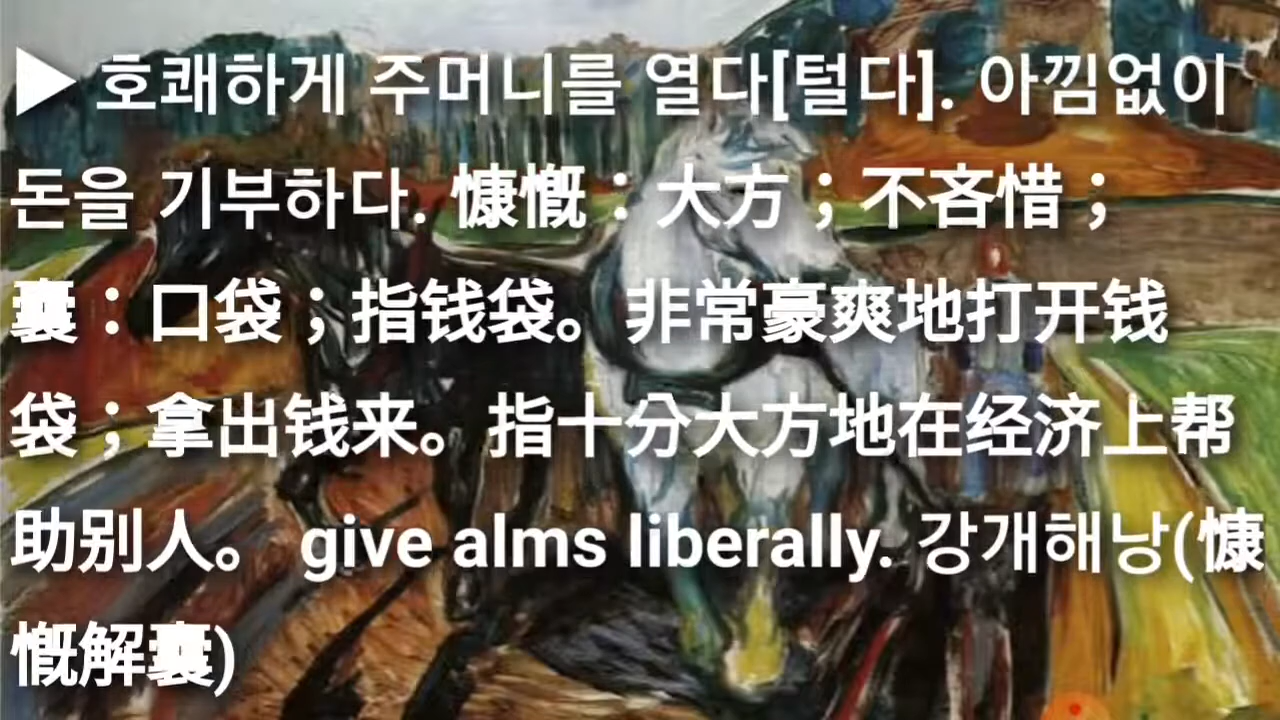 ▶ 호쾌하게 주머니를 열다[털다]. 아낌없이
돈을 기부하다. 慷慨：大方；不吝惜；
囊：口袋；指钱袋。 非常豪爽地打开钱
袋；拿出钱来。指十分大方地在经济上帮
助别人。 give alms liberally. 강개해낭(慷
慨解囊)